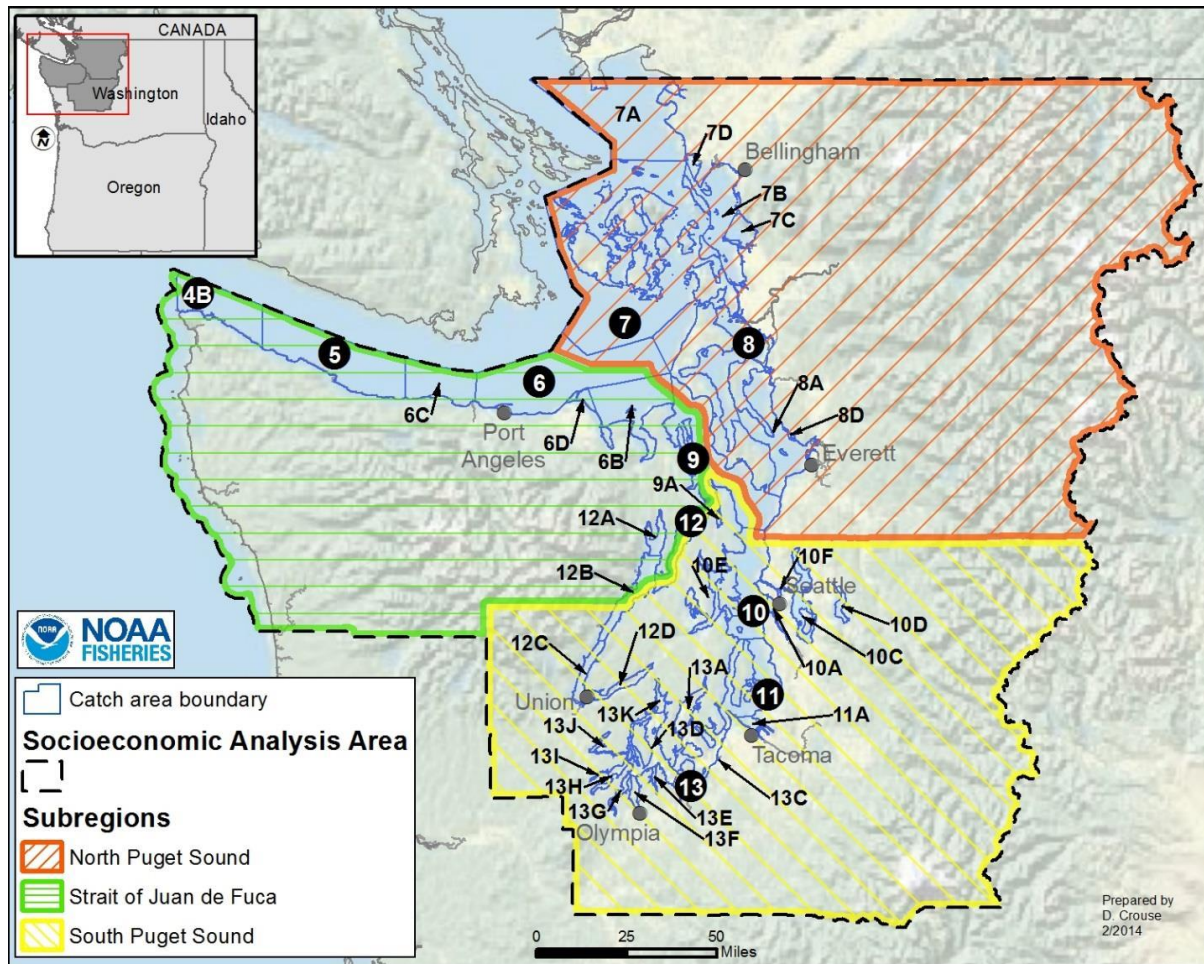 CANADA
Washington
Idaho
N
Oregon
7A
7D
Bellingham
7B
7C
4B
7
5
8
6
8A
6C
8D
Port
Angeles
6D
6B
Everett
9
9A
12
12A
10E
10F
Seattle
12B
10
10D
12C
12D
13A
10A
10C
11
Union
13K
13J
13D
11A
Tacoma
13I
13H
13
13C
13G
13E
Olympia
13F
NOAA
NOAA
FISHERIES
Catch area boundary
Socioeconomic Analysis Area
Subregions
North Puget Sound
Strait of Juan de Fuca
South Puget Sound
0 25 50
Miles
Prepared by
D. Crouse
2/2014